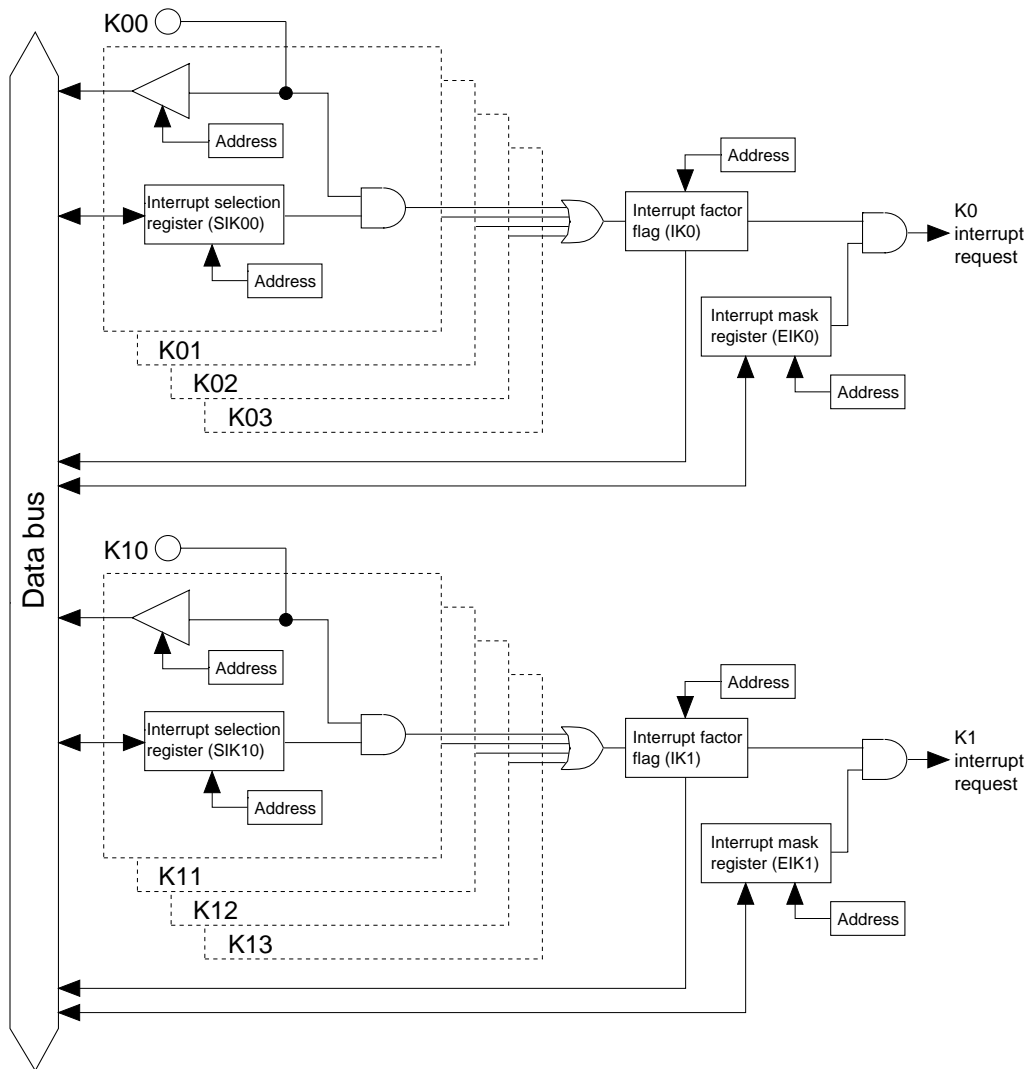 K00
Address
Interrupt selection
register (SIK00)
Address
K01
K02
K03
Address
Interrupt factor
flag (IK0)
K0
interrupt
request
Interrupt mask
register (EIK0)
Address
Data bus
K10
Address
Interrupt selection
register (SIK10)
Address
K11
K12
K13
Address
Interrupt factor
flag (IK1)
K1
interrupt
request
Interrupt mask
register (EIK1)
Address